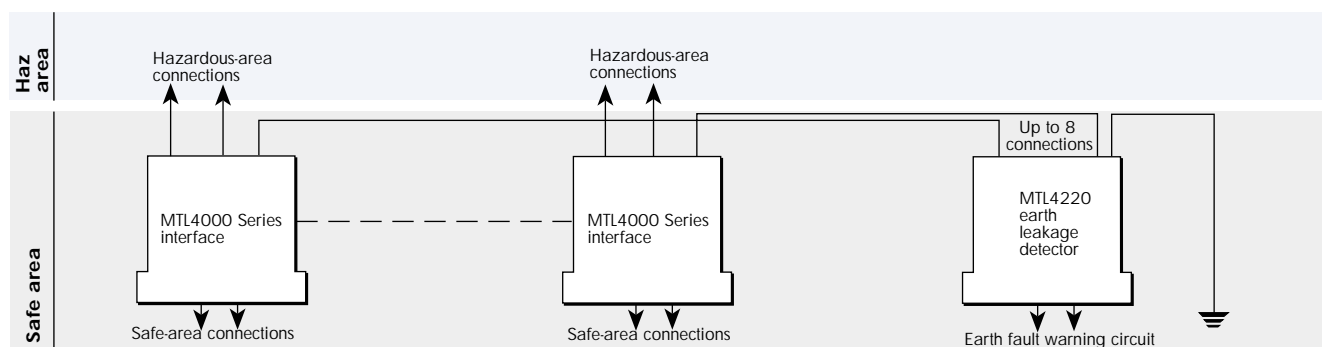 Haz
area
Hazardous-area
connections
Hazardous-area
connections
Safe area
Up to 8
connections
MTL4000 Series
interface
MTL4000 Series
interface
MTL4220
earth
leakage
detector
Safe-area connections
Safe-area connections
Earth fault warning circuit